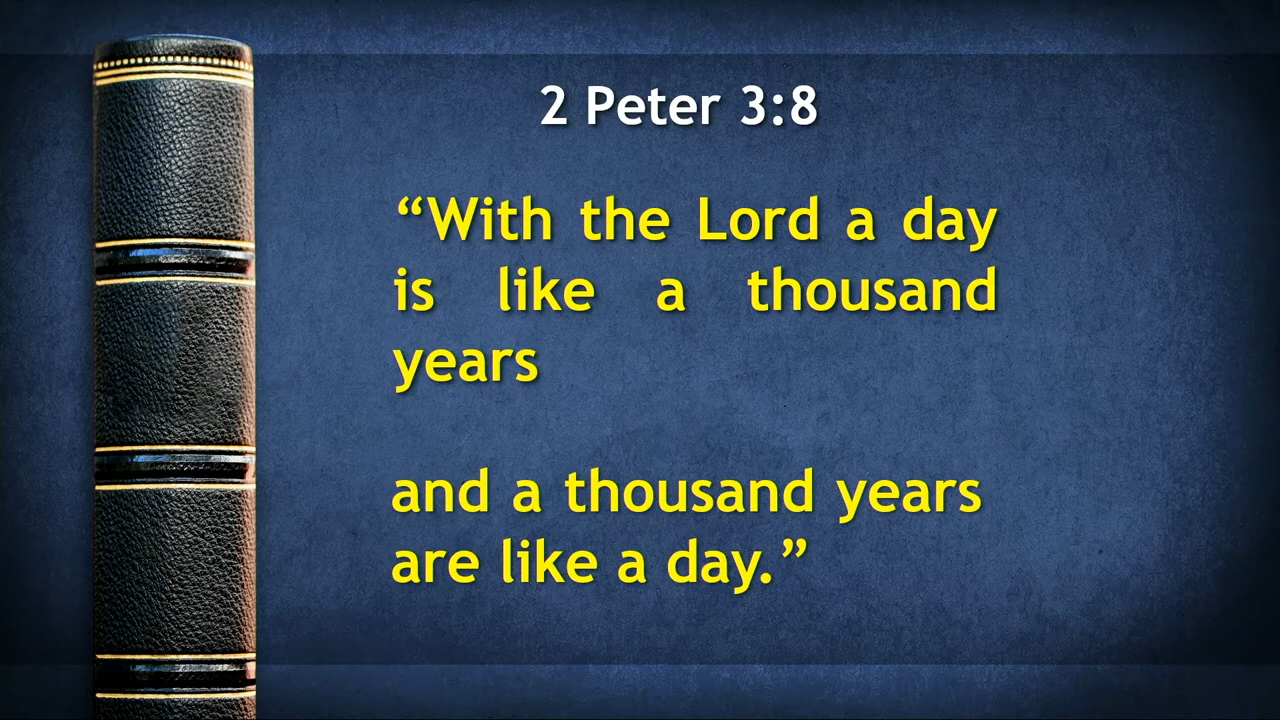 2 Peter 3:8
“With the Lord a day
is like a thousand
years
and a thousand years
are like a day.”